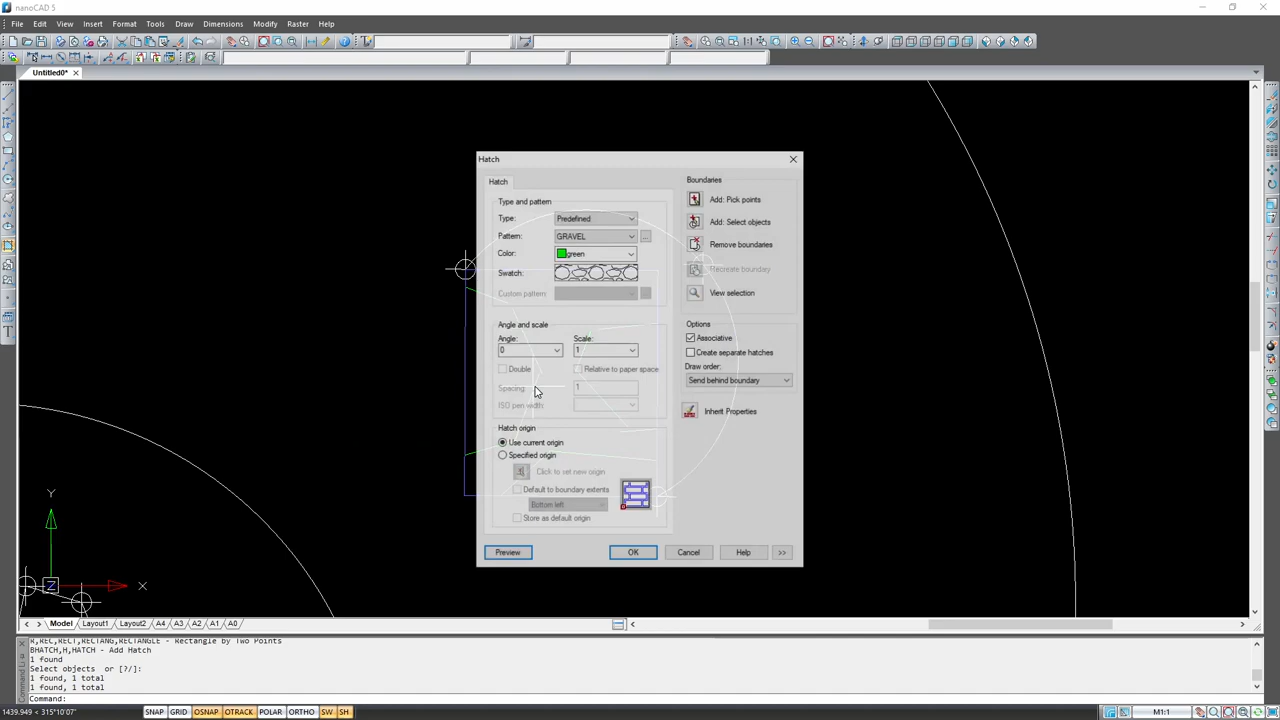 nanoCAD 5
File Edit View Insert Format Tools Draw Dimensions Modify Raster Help
Untitled0*
Hatch
Hatch
Type and pattern
Type: Predefined
Pattern: GRAVEL ...
Color: green
Swatch:
Custom pattern:
Angle and scale
Angle: Scale:
0 1
Double Relative to paper space
Spacing: 1
ISO pen width:
Hatch origin
Use current origin
Specified origin
Click to set new origin
Default to boundary extents
Bottom left
Store as default origin
Boundaries
Add: Pick points
Add: Select objects
Remove boundaries
Recreate boundary
View selection
Options
Associative
Create separate hatches
Draw order:
Send behind boundary
Inherit Properties
Preview OK Cancel Help >>
Y
Z X
Model Layout1 Layout2 A4 A3 A2 A1 A0
R,REC,RECT,RECTANG,RECTANGLE - Rectangle by Two Points
BHATCH,H,HATCH - Add Hatch
1 found
Select objects or [?/]:
1 found, 1 total
1 found, 1 total
Command:
1439.949 < 315°10'07" SNAP GRID OSNAP OTRACK POLAR ORTHO SW SH M1:1